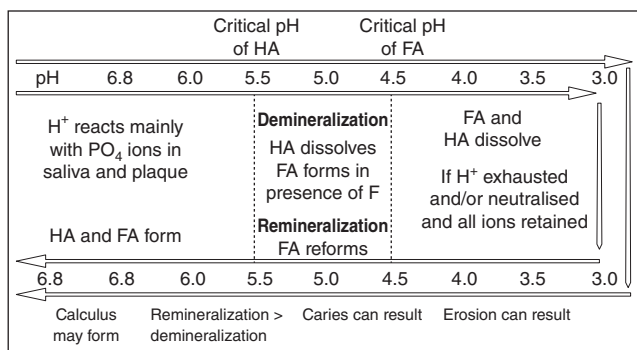 Critical pH of HA
Critical pH of FA
pH 6.8 6.0 5.5 5.0 4.5 4.0 3.5 3.0
H+ reacts mainly
with PO4 ions in
saliva and plaque
Demineralization
HA dissolves
FA forms in
presence of F
FA and
HA dissolve
If H+ exhausted
and/or neutralised
and all ions retained
HA and FA form
Remineralization
FA reforms
6.8 6.8 6.0 5.5 5.0 4.5 4.0 3.5 3.0
Calculus
may form
Remineralization >
demineralization
Caries can result
Erosion can result